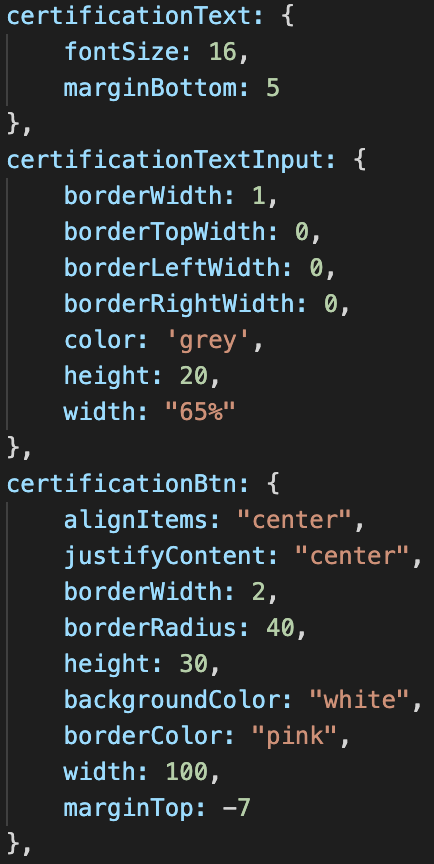 certificationText: {
    fontSize: 16,
    marginBottom: 5
},
certificationTextInput: {
    borderWidth: 1,
    borderTopWidth: 0,
    borderLeftWidth: 0,
    borderRightWidth: 0,
    color: 'grey',
    height: 20,
    width: "65%"
},
certificationBtn: {
    alignItems: "center",
    justifyContent: "center",
    borderWidth: 2,
    borderRadius: 40,
    height: 30,
    backgroundColor: "white",
    borderColor: "pink",
    width: 100,
    marginTop: -7
},